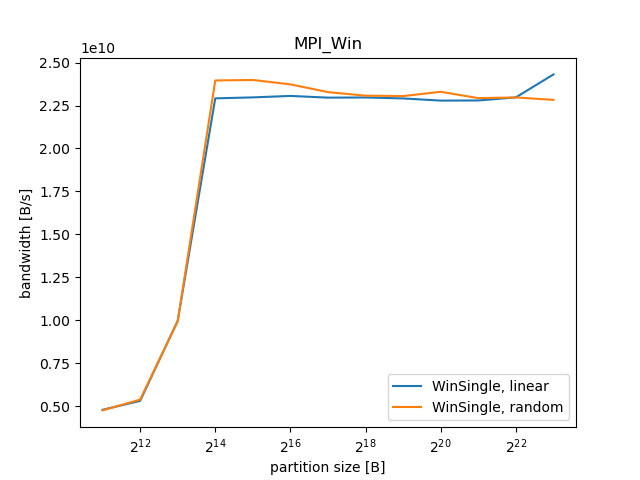 MPI_Win
1e10
2.50
2.25
2.00
1.75
1.50
1.25
1.00
0.75
0.50
bandwidth [B/s]
WinSingle, linear
WinSingle, random
2^12 2^14 2^16 2^18 2^20 2^22
partition size [B]